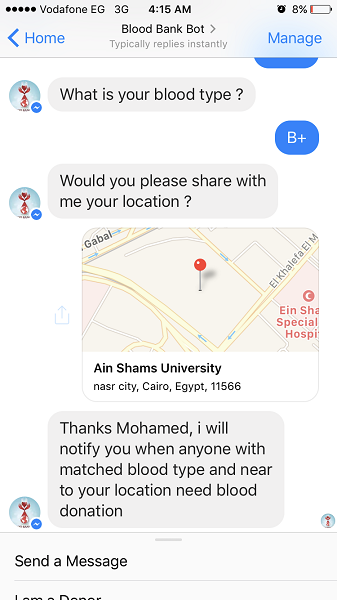 Vodafone EG 3G 4:15 AM 8%
Home
Blood Bank Bot
Typically replies instantly
Manage
What is your blood type ?
B+
Would you please share with
me your location ?
Gabal
El Khalefa El M
Ein Sha
Special
Hospi
Ain Shams University
nasr city, Cairo, Egypt, 11566
Thanks Mohamed, i will
notify you when anyone with
matched blood type and near
to your location need blood
donation
Send a Message
I am a Donor